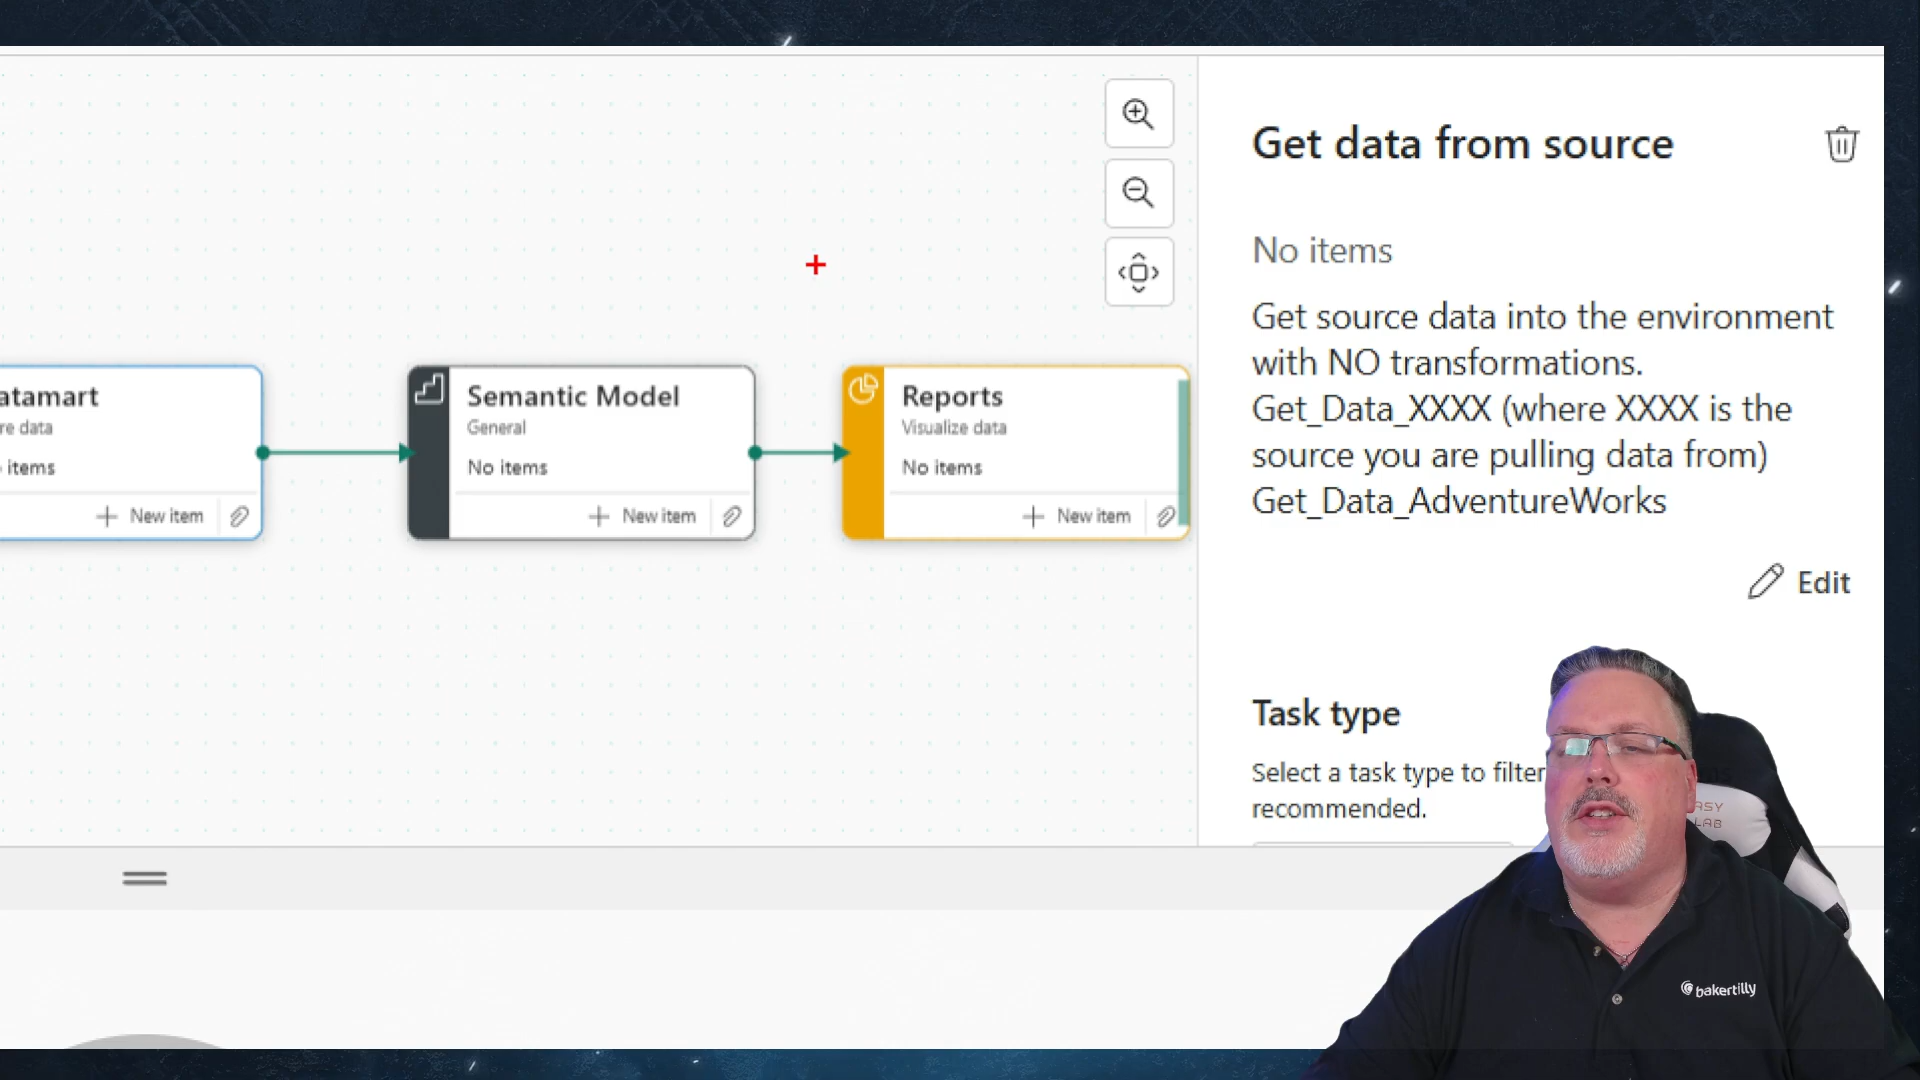 Get data from source
No items
Get source data into the environment
with NO transformations.
Get_Data_XXXX (where XXXX is the
source you are pulling data from)
Get_Data_AdventureWorks
Edit
Task type
Select a task type to filter
recommended.
atamart
re data
items
New item
Semantic Model
General
No items
New item
Reports
Visualize data
No items
New item
bakertilly